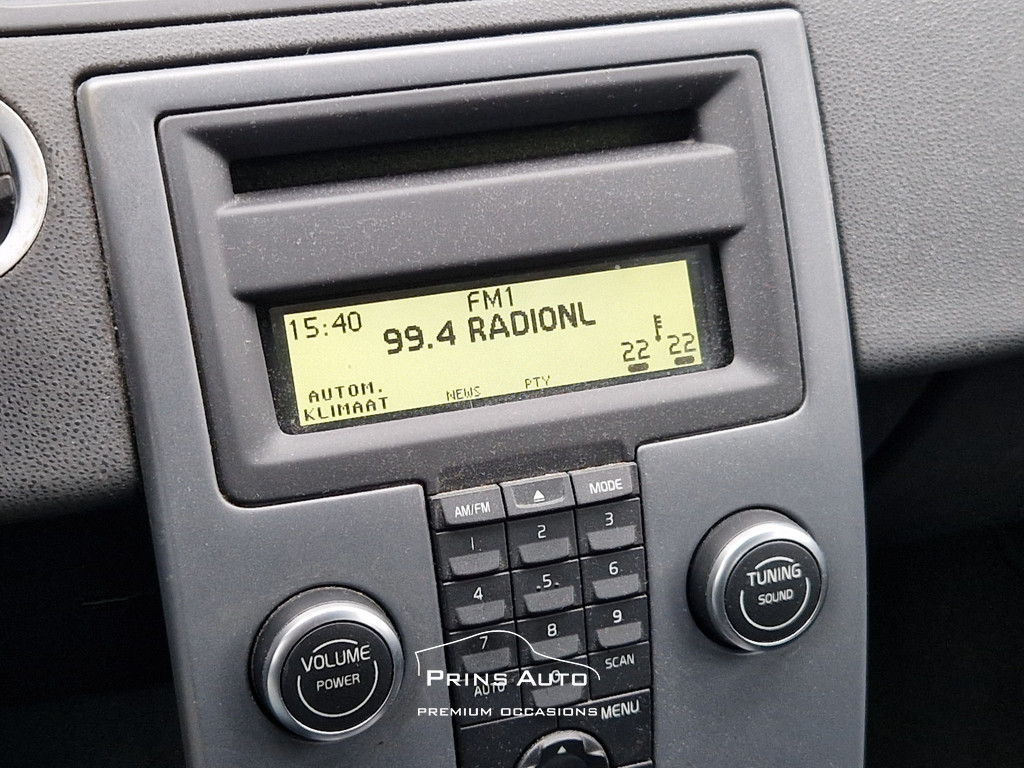 FM1
15:40
99.4 RADIONL
22 22
AUTOM.
KLIMAAT
NEWS PTY
AM/FM MODE
1 2 3
4 5 6
7 8 9
AUTO 0 SCAN
MENU
VOLUME
POWER
TUNING
SOUND
PRINS AUTO
PREMIUM OCCASIONS